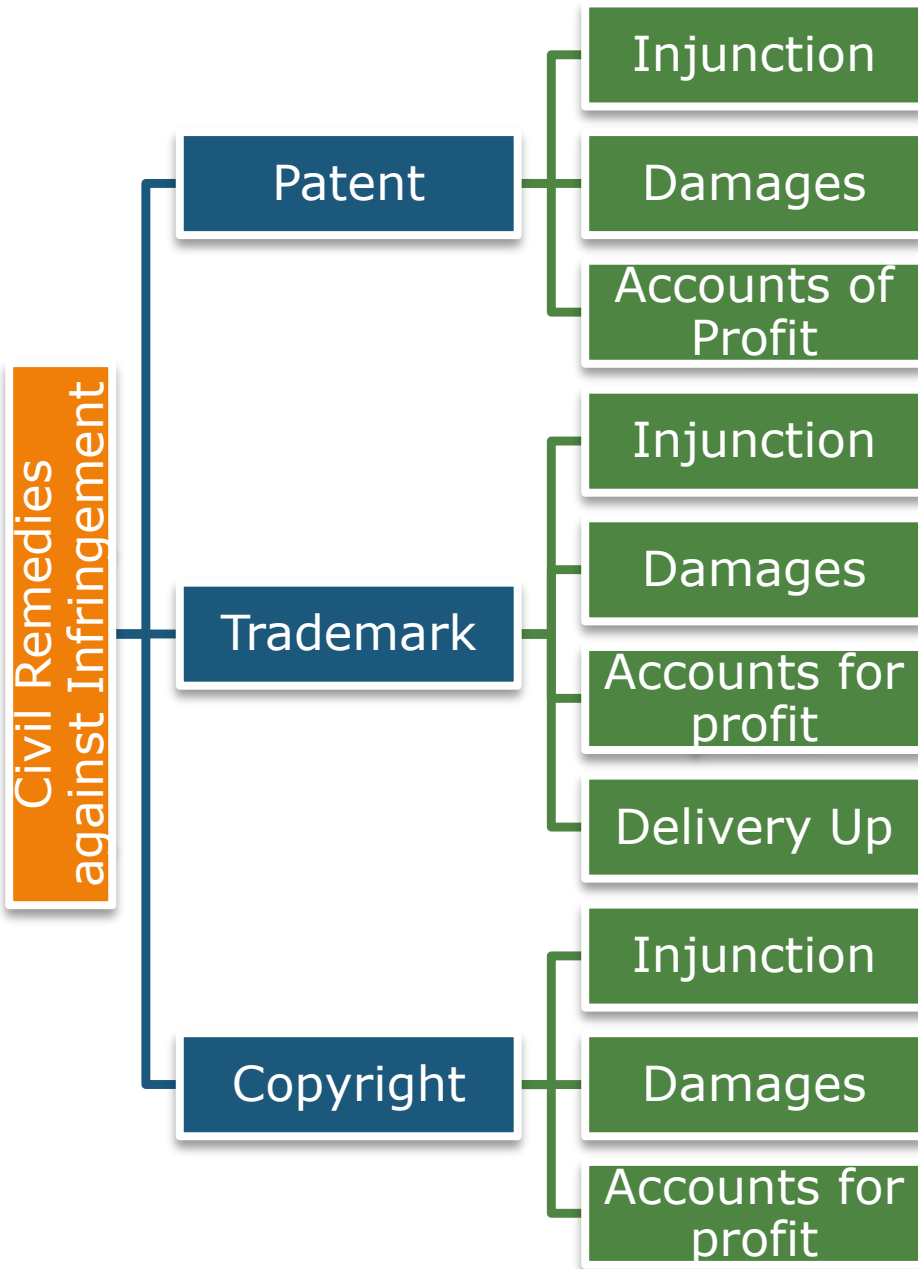 Civil Remedies
against Infringement
Patent
Injunction
Damages
Accounts of
Profit
Trademark
Injunction
Damages
Accounts for
profit
Delivery Up
Copyright
Injunction
Damages
Accounts for
profit